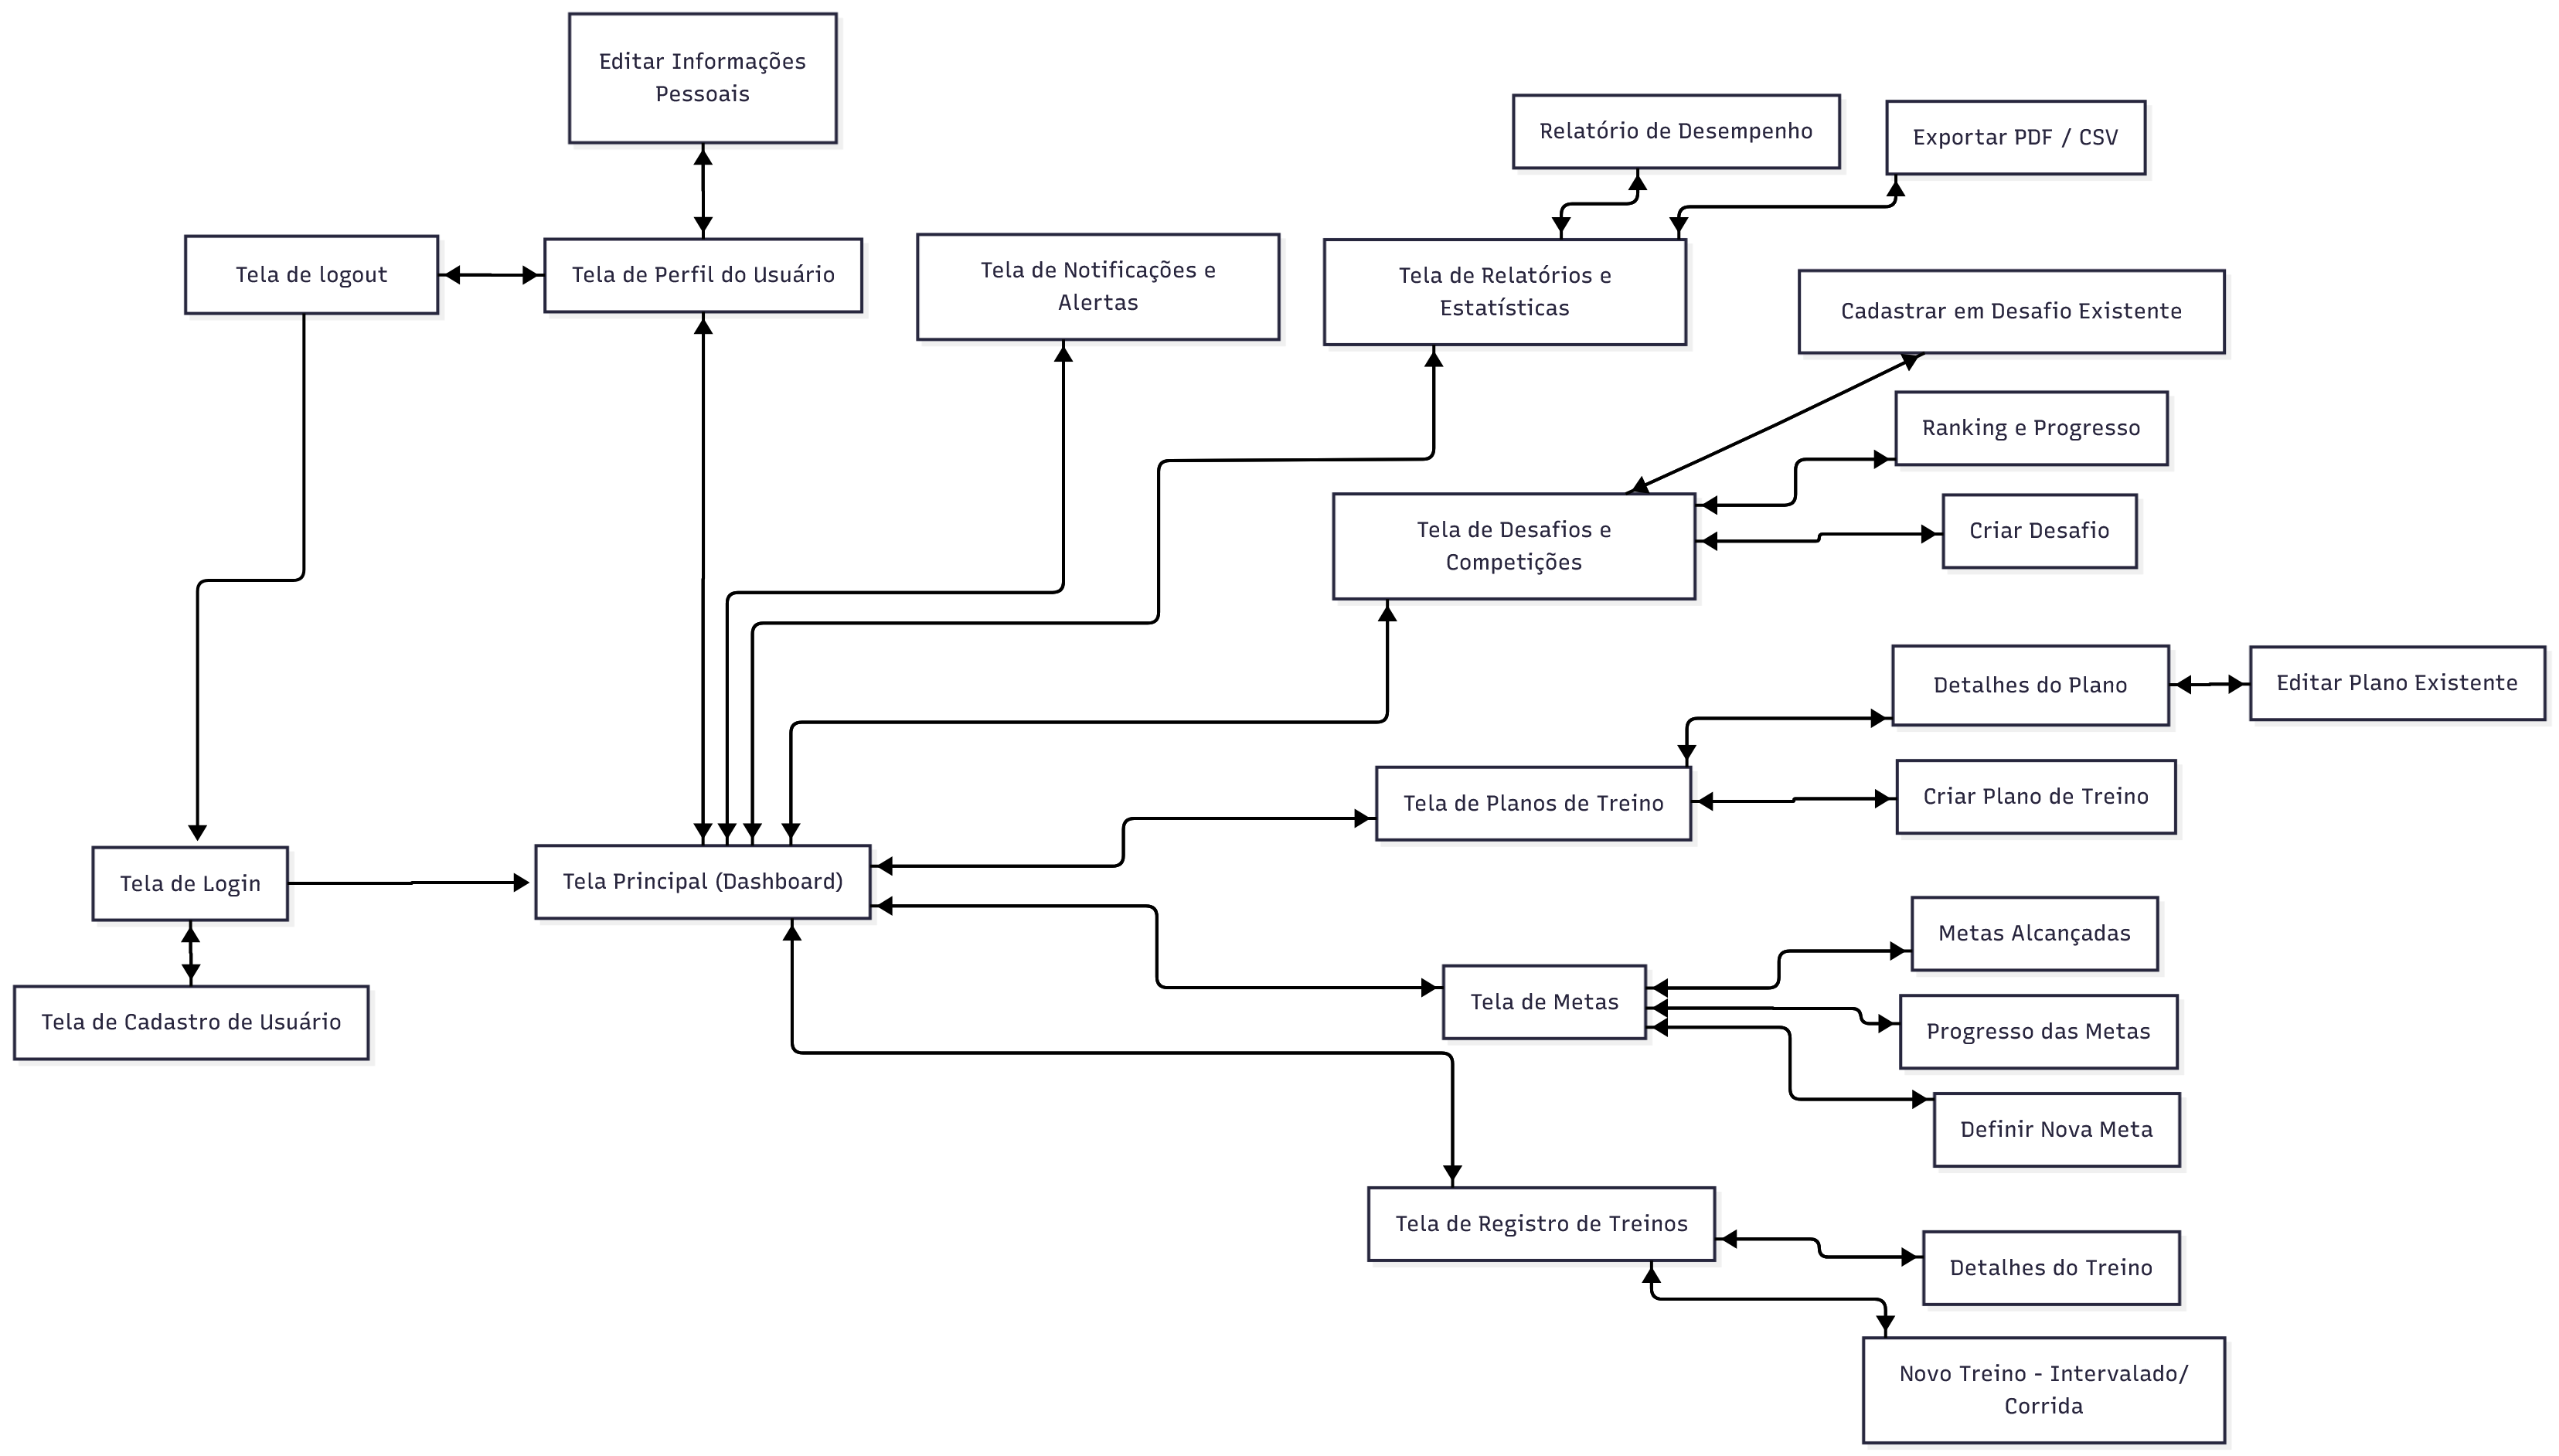 Editar Informações
Pessoais
Relatório de Desempenho
Exportar PDF / CSV
Tela de logout
Tela de Perfil do Usuário
Tela de Notificações e
Alertas
Tela de Relatórios e
Estatísticas
Cadastrar em Desafio Existente
Ranking e Progresso
Tela de Desafios e
Competições
Criar Desafio
Detalhes do Plano
Editar Plano Existente
Tela de Planos de Treino
Criar Plano de Treino
Tela de Login
Tela Principal (Dashboard)
Metas Alcançadas
Tela de Metas
Tela de Cadastro de Usuário
Progresso das Metas
Definir Nova Meta
Tela de Registro de Treinos
Detalhes do Treino
Novo Treino - Intervalado/
Corrida